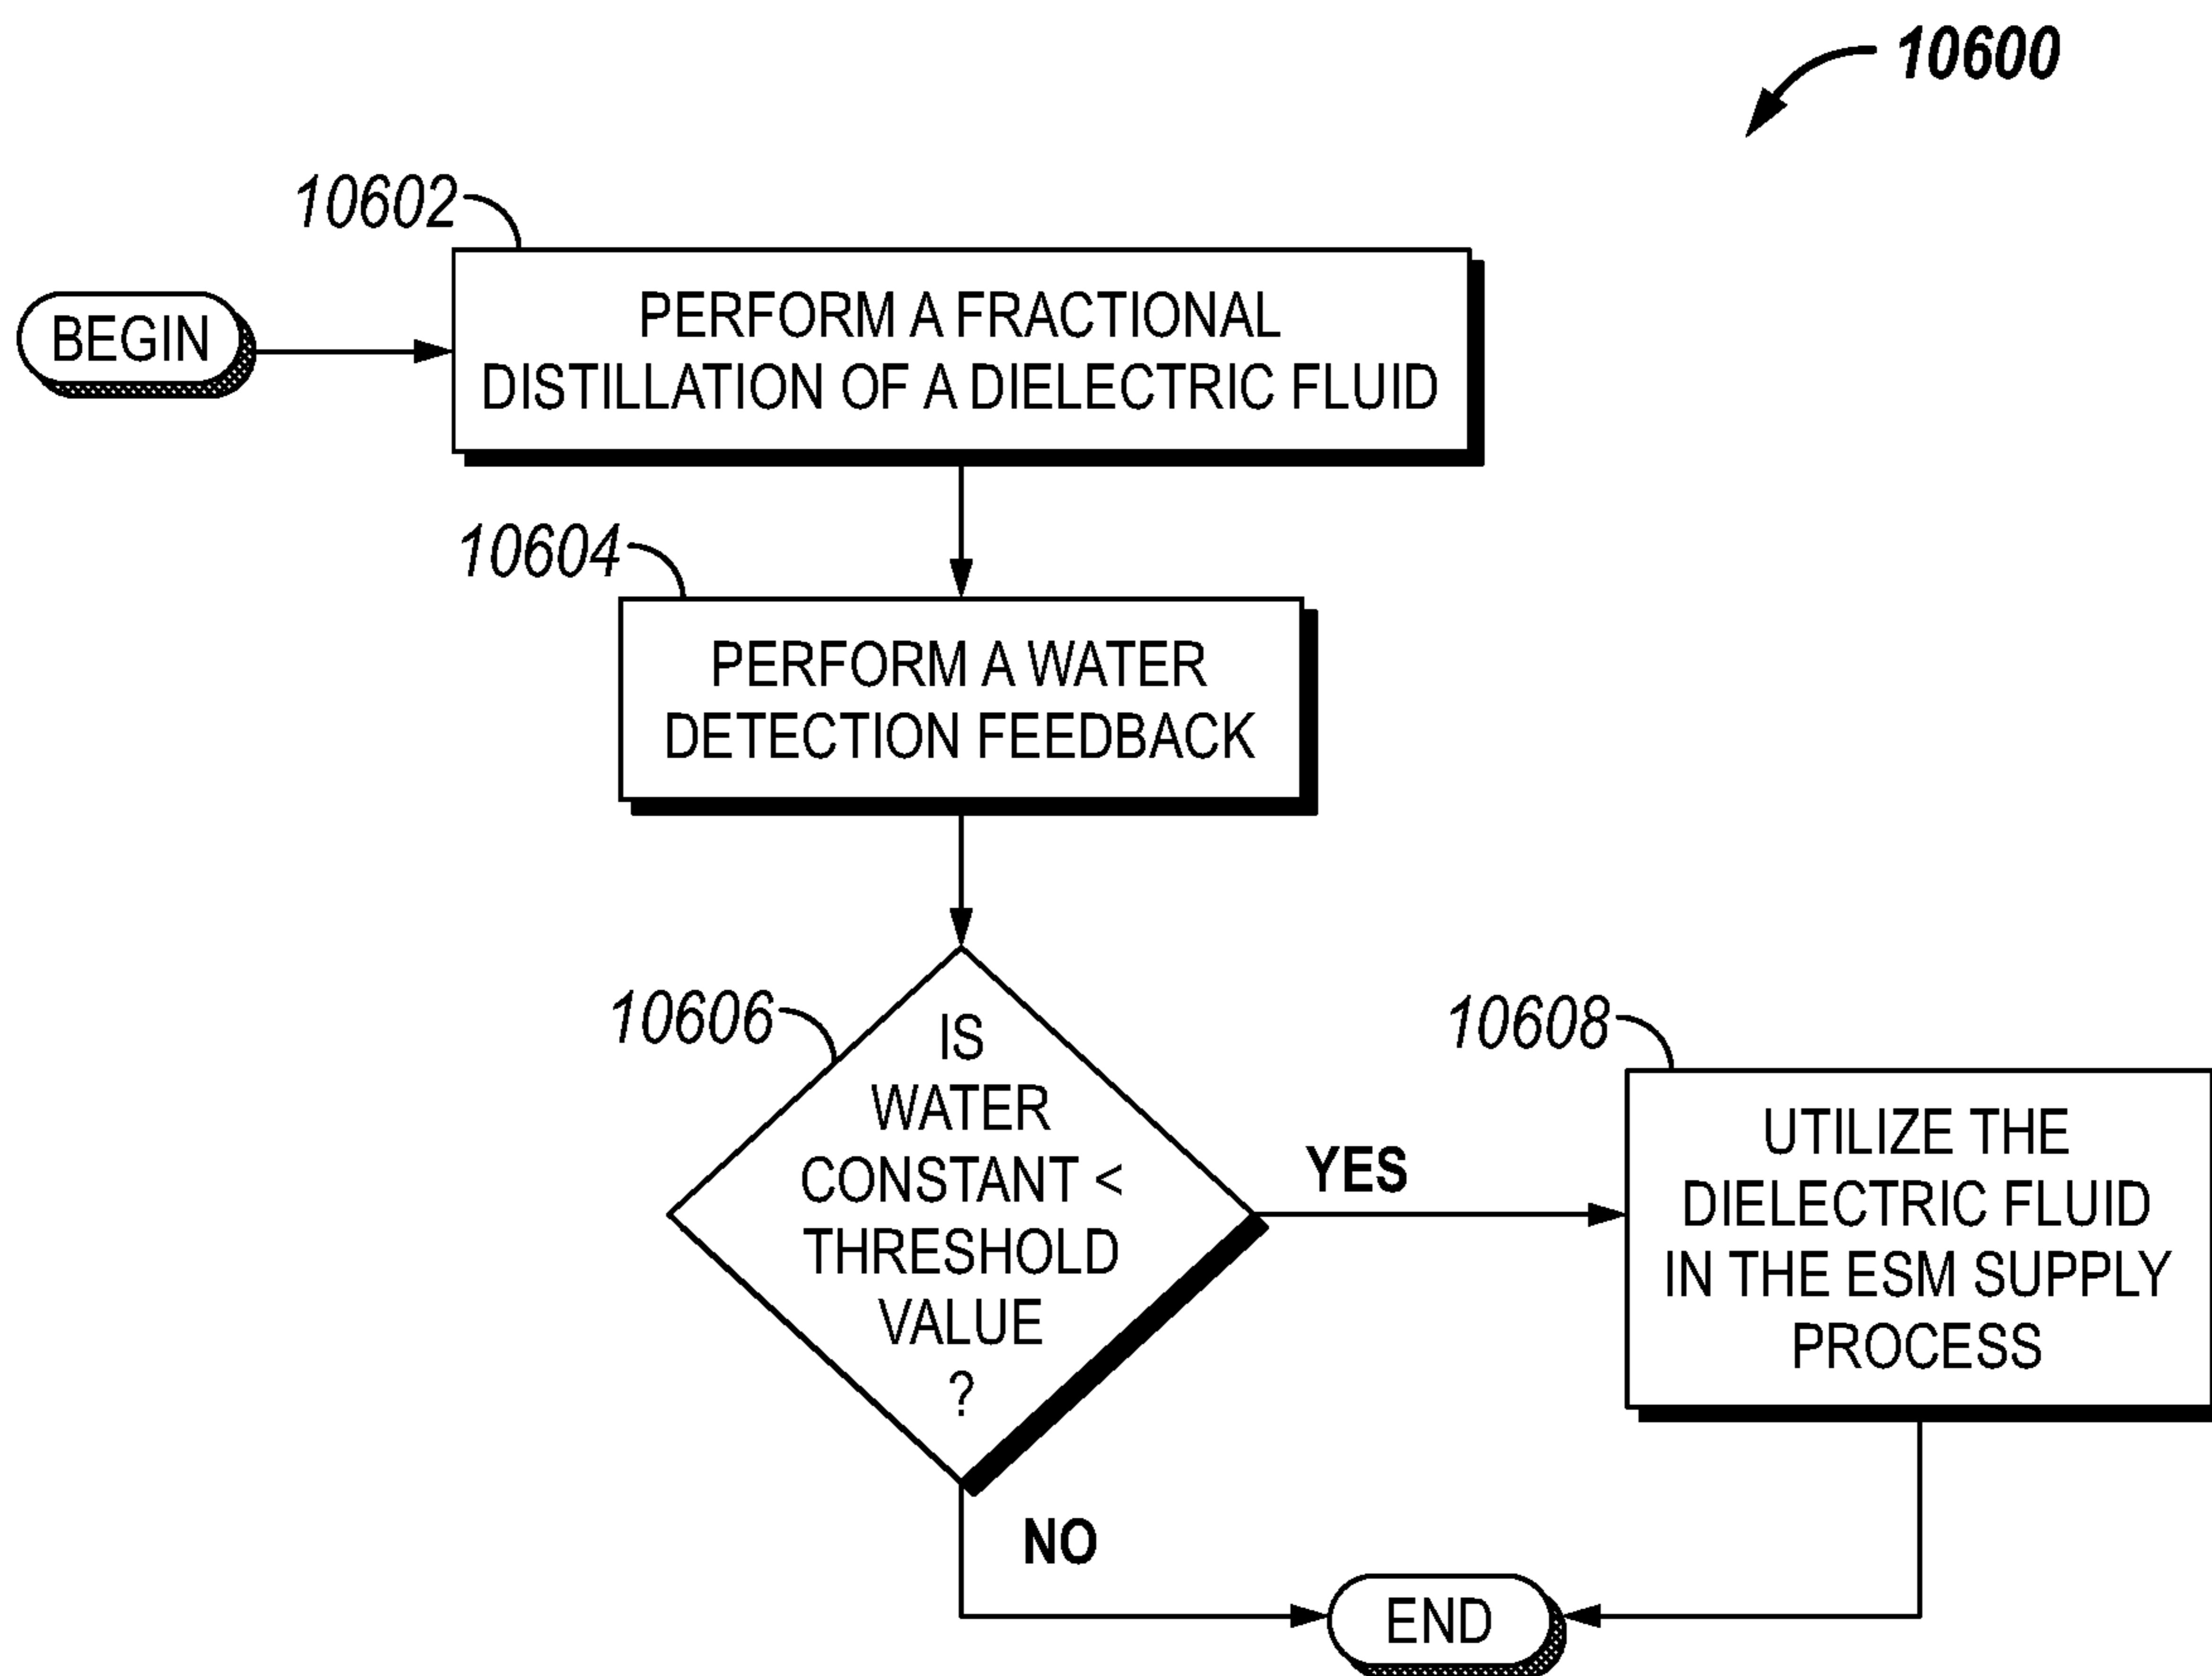 10600
10602
BEGIN
PERFORM A FRACTIONAL
DISTILLATION OF A DIELECTRIC FLUID
10604
PERFORM A WATER
DETECTION FEEDBACK
10606
IS
WATER
CONSTANT <
THRESHOLD
VALUE
?
YES
10608
UTILIZE THE
DIELECTRIC FLUID
IN THE ESM SUPPLY
PROCESS
NO
END